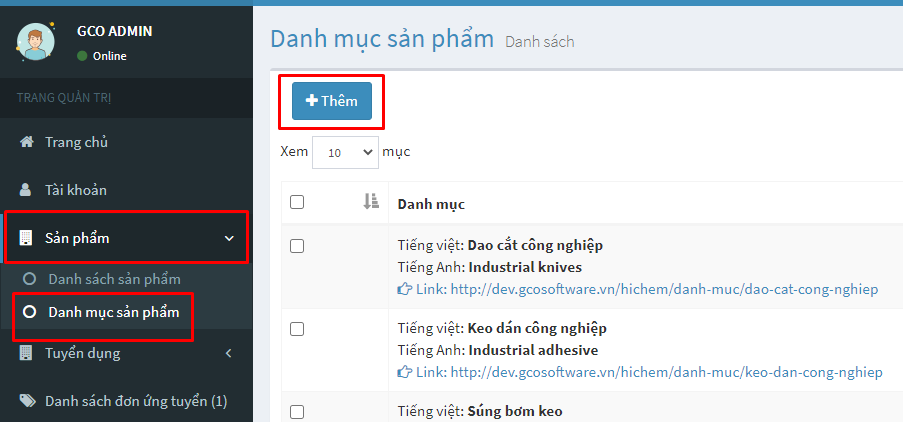 GCO ADMIN
Online
TRANG QUẢN TRỊ
Trang chủ
Tài khoản
Sản phẩm
Danh sách sản phẩm
Danh mục sản phẩm
Tuyển dụng
Danh sách đơn ứng tuyển (1)
Danh mục sản phẩm Danh sách
Thêm
Xem 10 mục
Danh mục
Tiếng việt: Dao cắt công nghiệp
Tiếng Anh: Industrial knives
Link: http://dev.gcosoftware.vn/hichem/danh-muc/dao-cat-cong-nghiep
Tiếng việt: Keo dán công nghiệp
Tiếng Anh: Industrial adhesive
Link: http://dev.gcosoftware.vn/hichem/danh-muc/keo-dan-cong-nghiep
Tiếng việt: Súng bơm keo